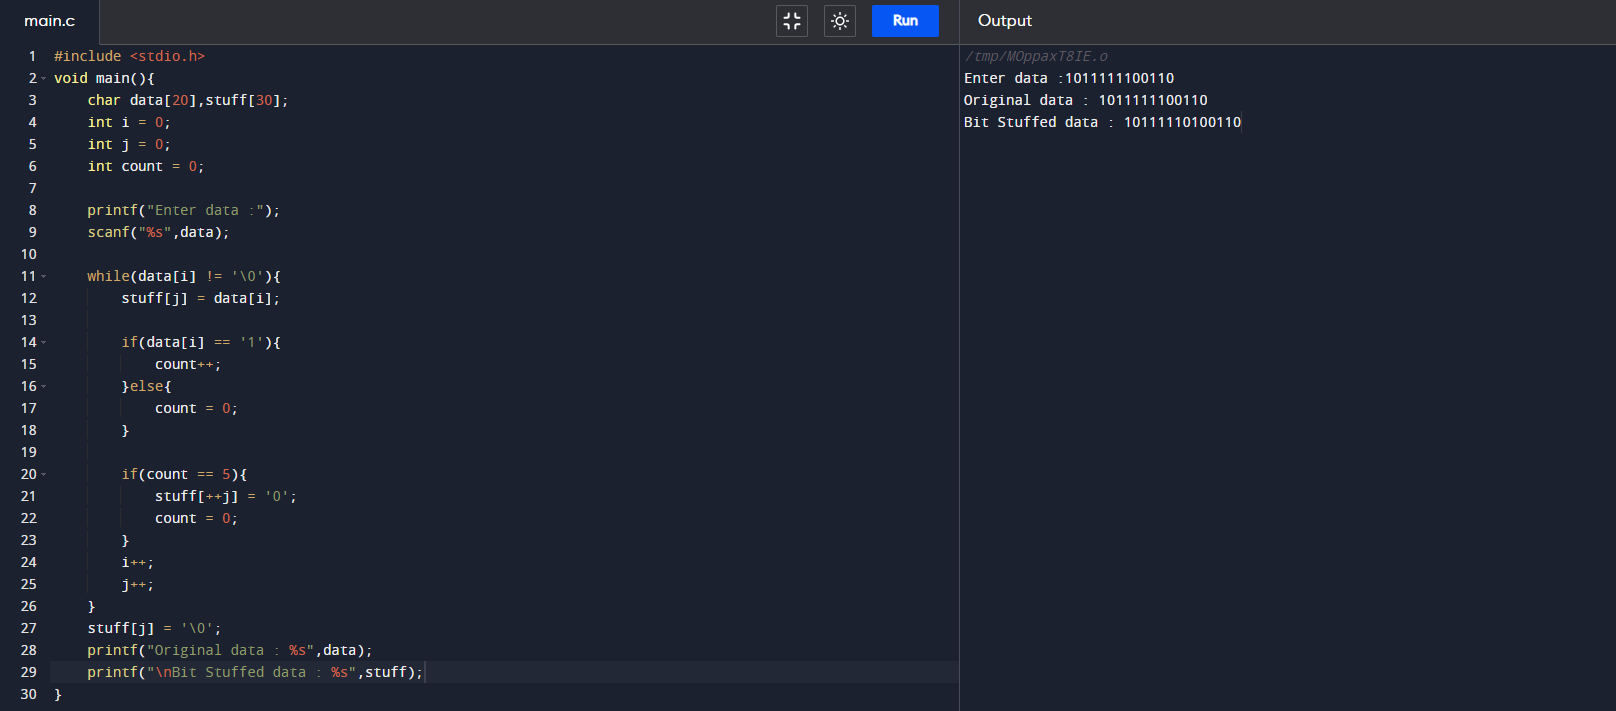 main.c
Run
Output
1 #include <stdio.h>
2 void main(){
3     char data[20],stuff[30];
4     int i = 0;
5     int j = 0;
6     int count = 0;
7
8     printf("Enter data :");
9     scanf("%s",data);
10
11     while(data[i] != '\0'){
12         stuff[j] = data[i];
13
14         if(data[i] == '1'){
15             count++;
16         }else{
17             count = 0;
18         }
19
20         if(count == 5){
21             stuff[++j] = '0';
22             count = 0;
23         }
24         i++;
25         j++;
26     }
27     stuff[j] = '\0';
28     printf("Original data : %s",data);
29     printf("\nBit Stuffed data : %s",stuff);
30 }
/tmp/MOppaxT8IE.o
Enter data :1011111100110
Original data : 1011111100110
Bit Stuffed data : 10111110100110